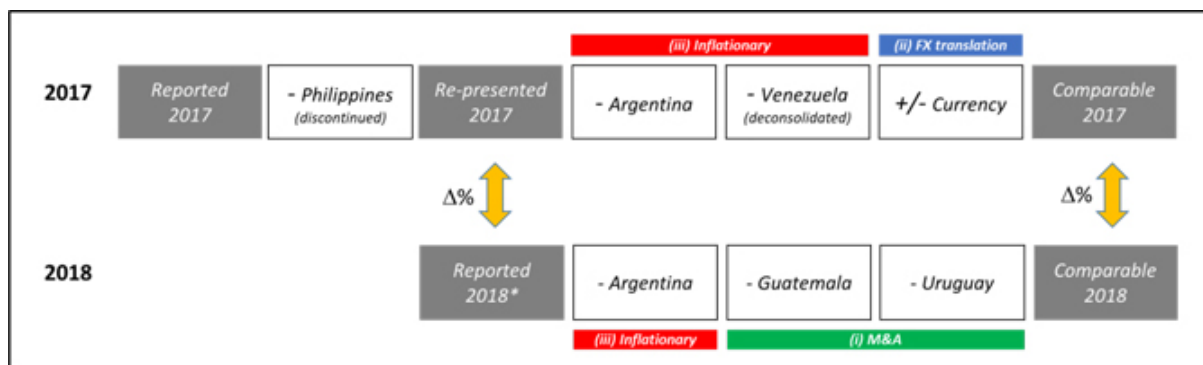 (iii) Inflationary
(ii) FX translation
2017
Reported
2017
- Philippines
(discontinued)
Re-presented
2017
- Argentina
- Venezuela
(deconsolidated)
+/- Currency
Comparable
2017
Δ%
Δ%
2018
Reported
2018*
- Argentina
- Guatemala
- Uruguay
Comparable
2018
(iii) Inflationary
(i) M&A